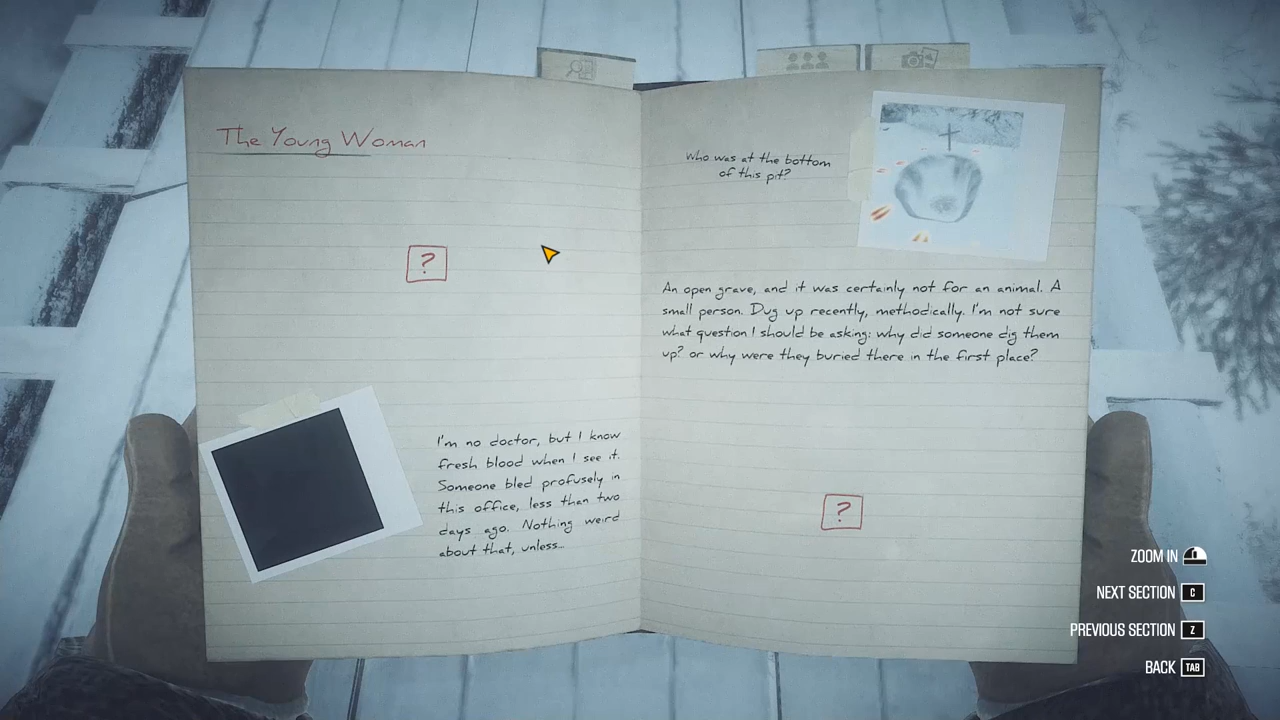 The Young Woman
?
I'm no doctor, but I know
fresh blood when I see it.
Someone bled profusely in
this office, less than two
days ago. Nothing weird
about that, unless...
Who was at the bottom
of this pit?
An open grave, and it was certainly not for an animal. A
small person. Dug up recently, methodically. I'm not sure
what question I should be asking: why did someone dig them
up? or why were they buried there in the first place?
?
ZOOM IN
NEXT SECTION C
PREVIOUS SECTION Z
BACK TAB